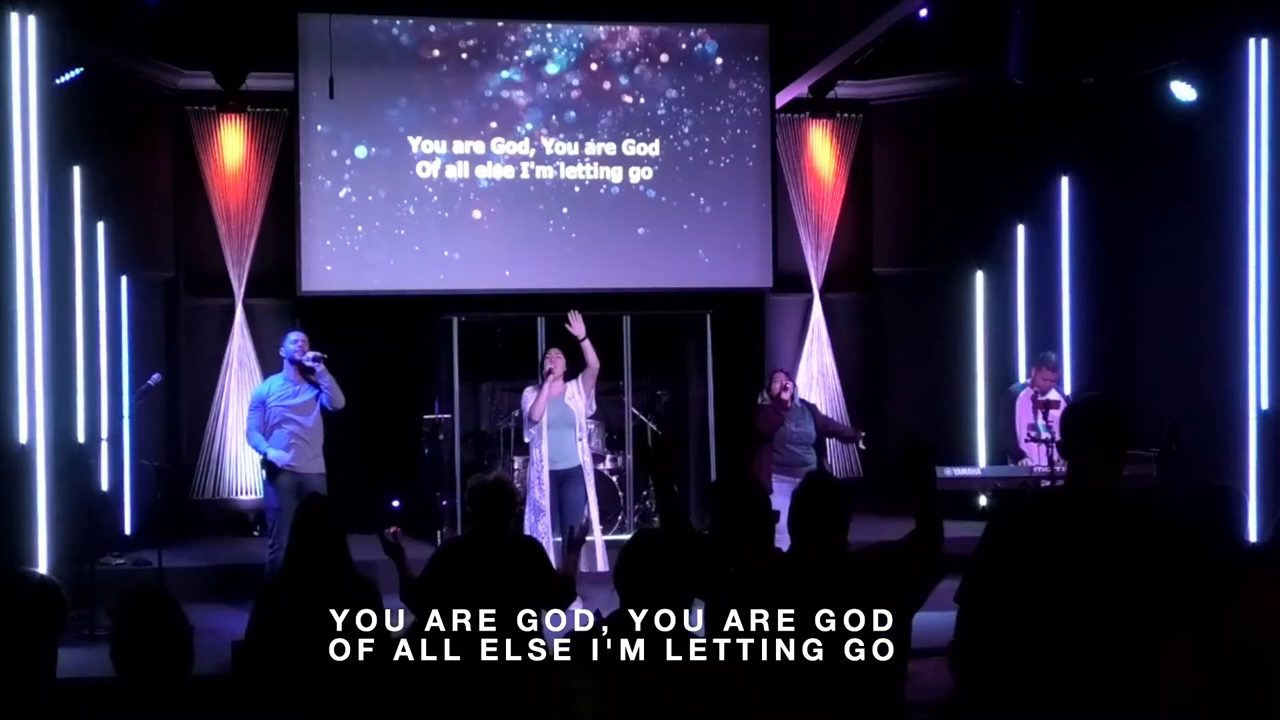 You are God, You are God
Of all else I'm letting go
YAMAHA
YOU ARE GOD, YOU ARE GOD
OF ALL ELSE I'M LETTING GO